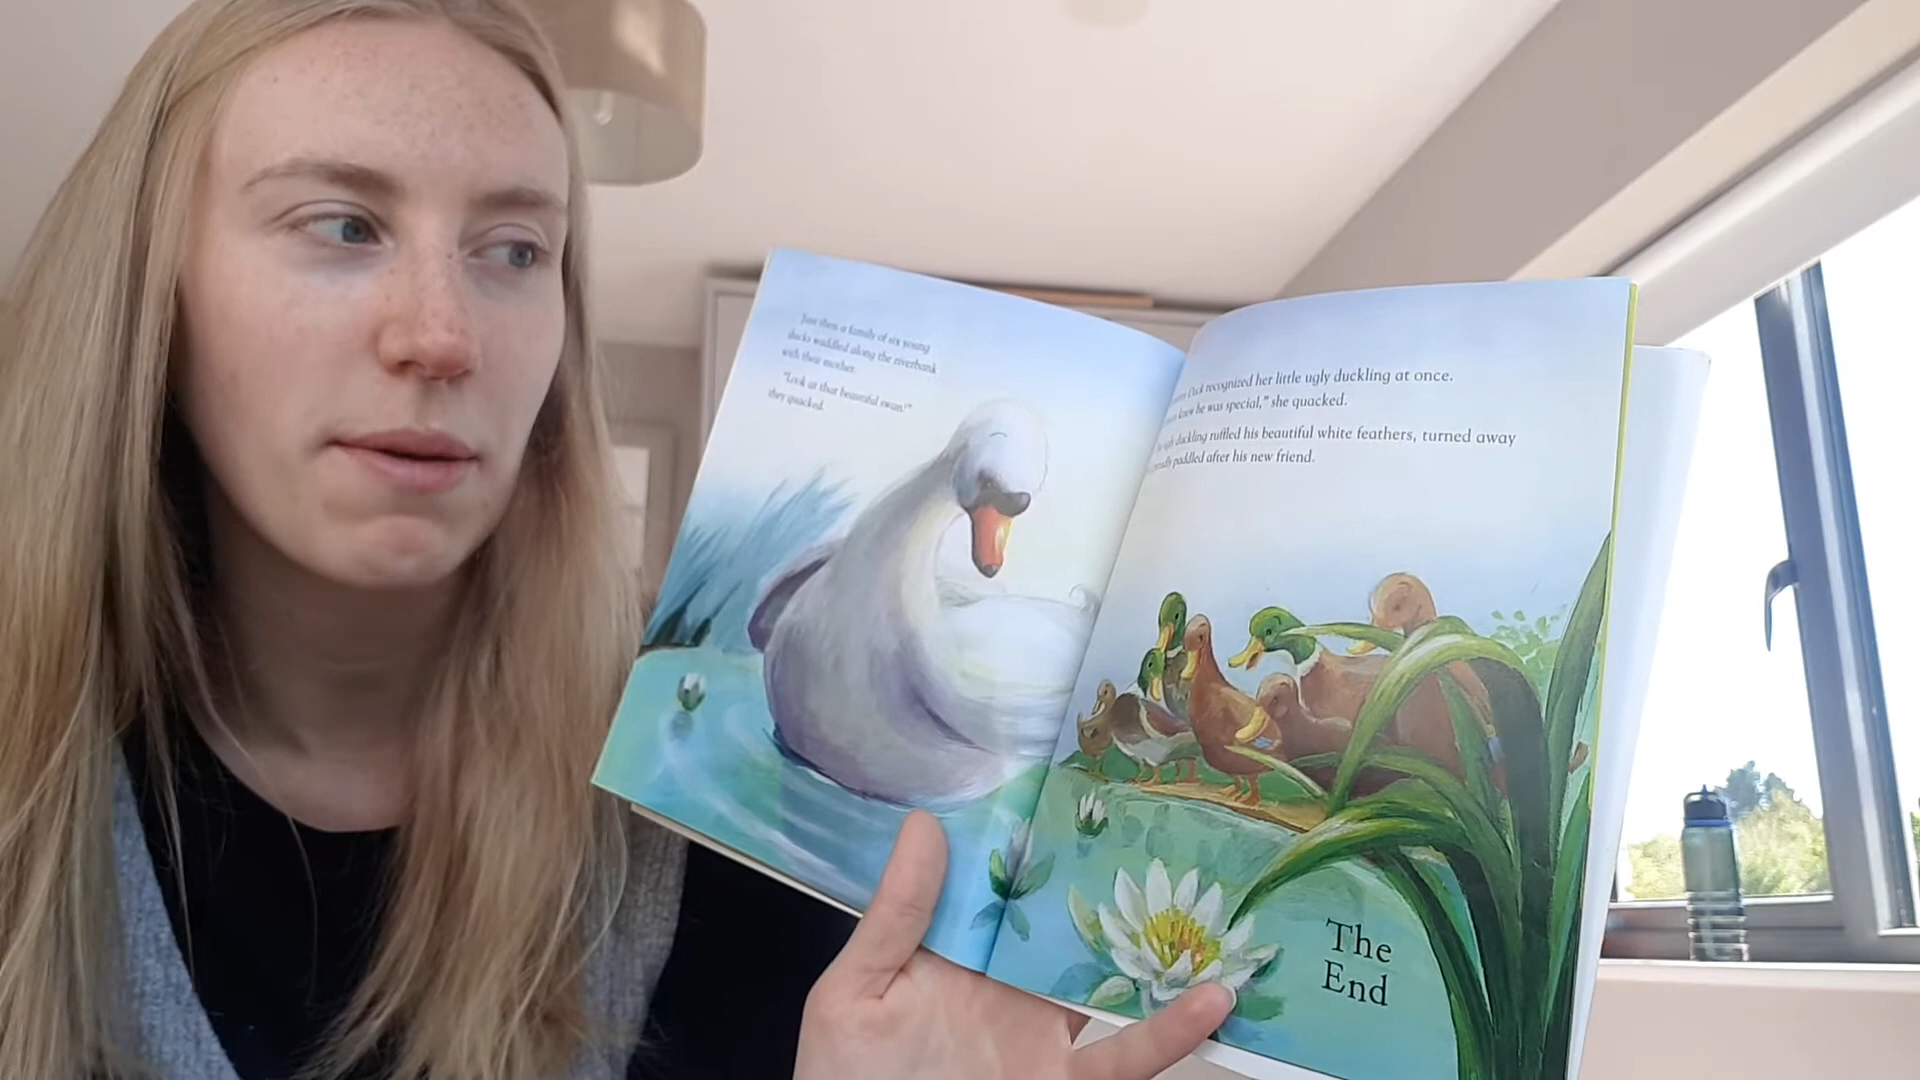 Just then a family of six young
ducks waddled along the riverbank
with their mother.
"Look at that beautiful swan!"
they quacked.
Duck recognized her little ugly duckling at once.
knew he was special," she quacked.
ugly duckling ruffled his beautiful white feathers, turned away
paddled after his new friend.
The
End